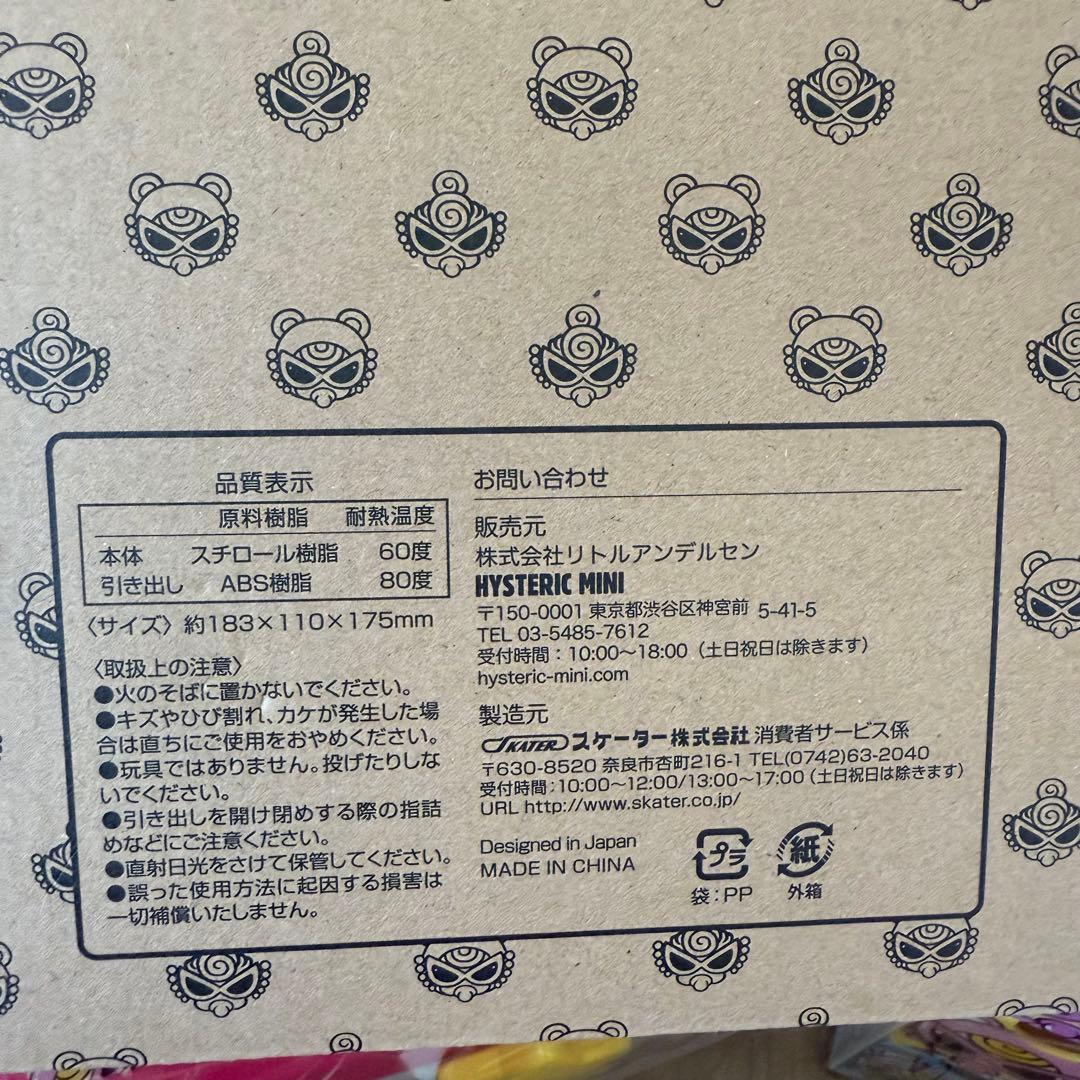 品質表示
原料樹脂 耐熱温度
本体 スチロール樹脂 60度
引き出し ABS樹脂 80度
〈サイズ〉約183×110×175mm
〈取扱上の注意〉
●火のそばに置かないでください。
●キズやひび割れ、カケが発生した場
合は直ちにご使用をおやめください。
●玩具ではありません。投げたりしな
いでください。
●引き出しを開け閉めする際の指詰
めなどにご注意ください。
●直射日光をさけて保管してください。
●誤った使用方法に起因する損害は
一切補償いたしません。
お問い合わせ
販売元
株式会社リトルアンデルセン
HYSTERIC MINI
〒150-0001 東京都渋谷区神宮前 5-41-5
TEL 03-5485-7612
受付時間：10:00〜18:00（土日祝日は除きます）
hysteric-mini.com
製造元
SKATER スケーター株式会社 消費者サービス係
〒630-8520 奈良市杏町216-1 TEL(0742)63-2040
受付時間：10:00〜12:00/13:00〜17:00（土日祝日は除きます）
URL http://www.skater.co.jp/
Designed in Japan
MADE IN CHINA
プラ
袋：PP
紙
外箱